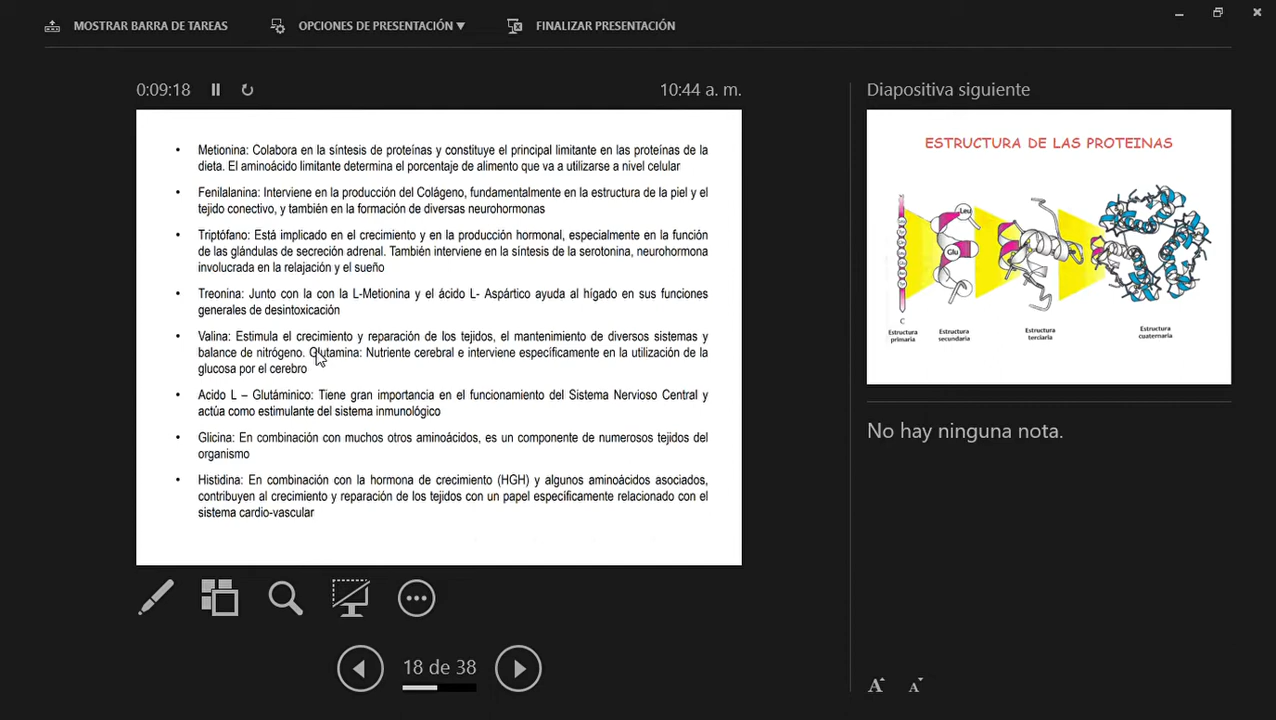 MOSTRAR BARRA DE TAREAS
OPCIONES DE PRESENTACIÓN ▼
FINALIZAR PRESENTACIÓN
0:09:18
10:44 a. m.
• Metionina: Colabora en la síntesis de proteínas y constituye el principal limitante en las proteínas de la
dieta. El aminoácido limitante determina el porcentaje de alimento que va a utilizarse a nivel celular
• Fenilalanina: Interviene en la producción del Colágeno, fundamentalmente en la estructura de la piel y el
tejido conectivo, y también en la formación de diversas neurohormonas
• Triptófano: Está implicado en el crecimiento y en la producción hormonal, especialmente en la función
de las glándulas de secreción adrenal. También interviene en la síntesis de la serotonina, neurohormona
involucrada en la relajación y el sueño
• Treonina: Junto con la con la L-Metionina y el ácido L- Aspártico ayuda al hígado en sus funciones
generales de desintoxicación
• Valina: Estimula el crecimiento y reparación de los tejidos, el mantenimiento de diversos sistemas y
balance de nitrógeno. Glutamina: Nutriente cerebral e interviene específicamente en la utilización de la
glucosa por el cerebro
• Acido L – Glutámínico: Tiene gran importancia en el funcionamiento del Sistema Nervioso Central y
actúa como estimulante del sistema inmunológico
• Glicina: En combinación con muchos otros aminoácidos, es un componente de numerosos tejidos del
organismo
• Histidina: En combinación con la hormona de crecimiento (HGH) y algunos aminoácidos asociados,
contribuyen al crecimiento y reparación de los tejidos con un papel específicamente relacionado con el
sistema cardio-vascular
18 de 38
Diapositiva siguiente
ESTRUCTURA DE LAS PROTEINAS
Leu
Glu
C
Estructura
primaria
Estructura
secundaria
Estructura
terciaria
Estructura
cuaternaria
No hay ninguna nota.
A A